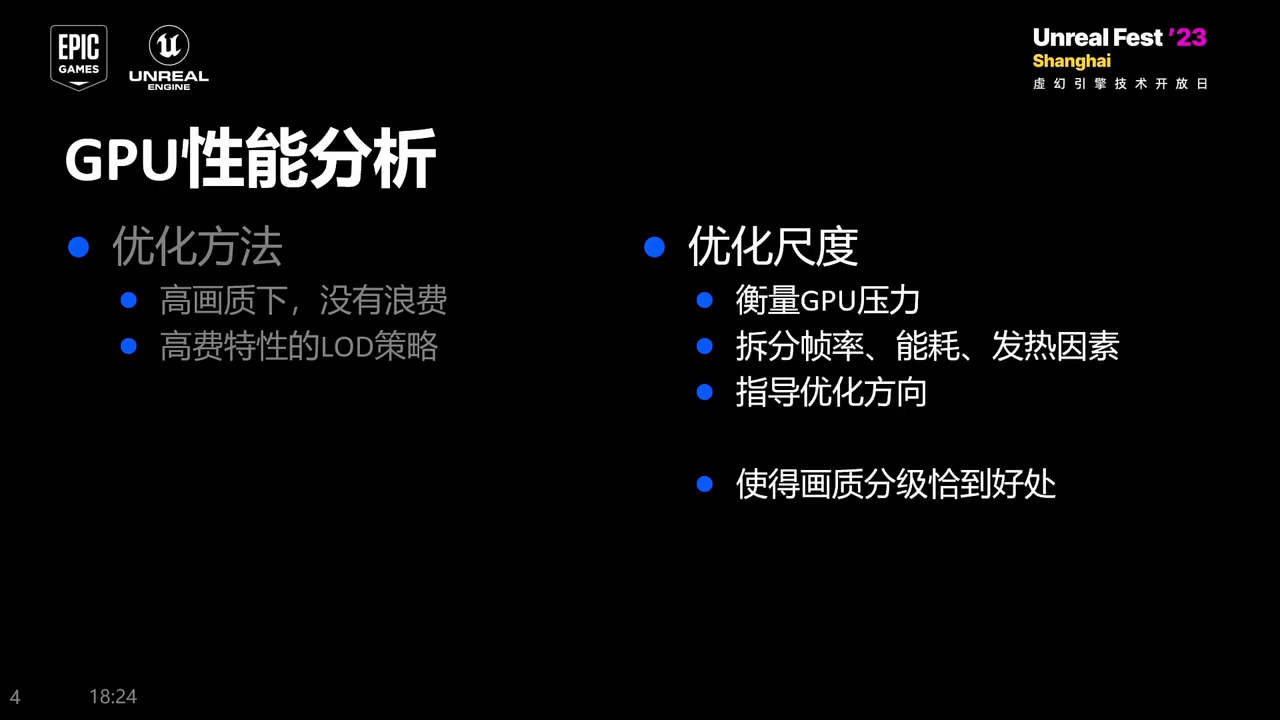 EPIC
GAMES
UNREAL
ENGINE
Unreal Fest '23
Shanghai
虚幻引擎技术开放日
GPU性能分析
优化方法
高画质下，没有浪费
高费特性的LOD策略
优化尺度
衡量GPU压力
拆分帧率、能耗、发热因素
指导优化方向
使得画质分级恰到好处
4
18:24